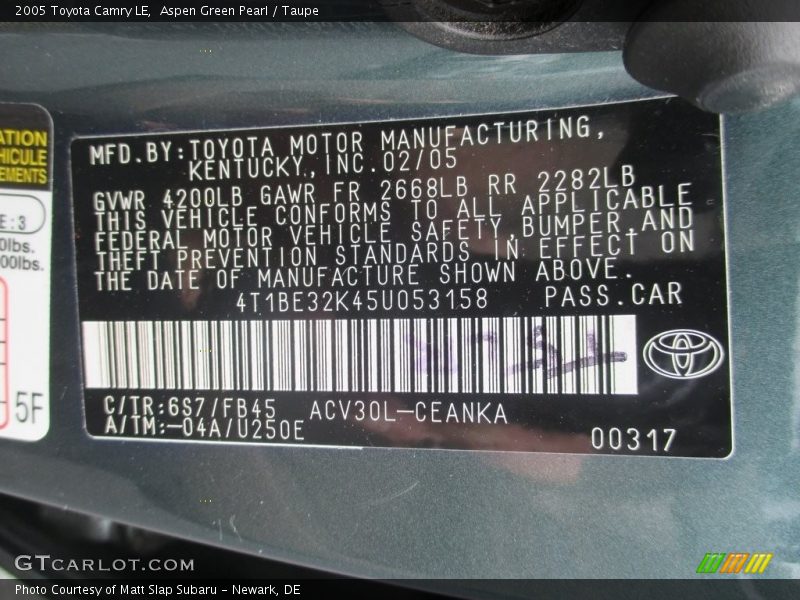 2005 Toyota Camry LE, Aspen Green Pearl / Taupe
ATION
HICULE
EMENTS
E:3
0lbs.
00lbs.
5F
MFD.BY:TOYOTA MOTOR MANUFACTURING,
KENTUCKY,INC.02/05
GVWR 4200LB GAWR FR 2668LB RR 2282LB
THIS VEHICLE CONFORMS TO ALL APPLICABLE
FEDERAL MOTOR VEHICLE SAFETY,BUMPER,AND
THEFT PREVENTION STANDARDS IN EFFECT ON
THE DATE OF MANUFACTURE SHOWN ABOVE.
4T1BE32K45U053158 PASS.CAR
C/TR:6S7/FB45 ACV30L-CEANKA
A/TM:-04A/U250E
00317
GTCARLOT.COM
Photo Courtesy of Matt Slap Subaru - Newark, DE